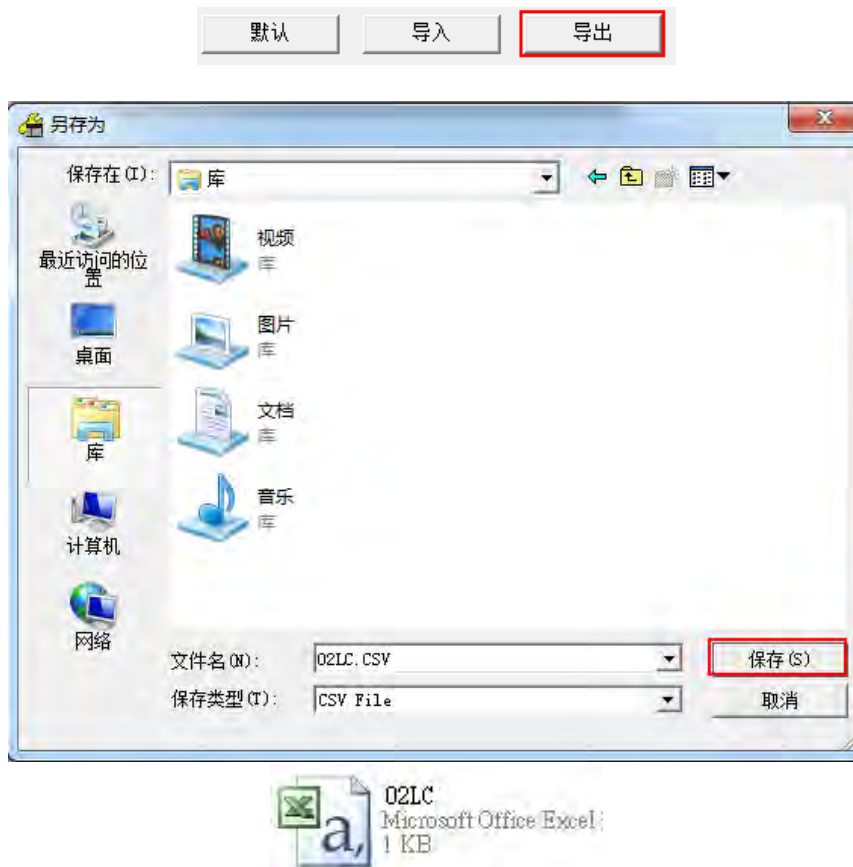 默认 导入 导出
另存为
保存在(I): 库
最近访问的位
置
桌面
库
计算机
网络
视频
库
图片
库
文档
库
音乐
库
文件名(N): 02LC.CSV 保存(S)
保存类型(T): CSV File 取消
02LC
Microsoft Office Excel
1 KB